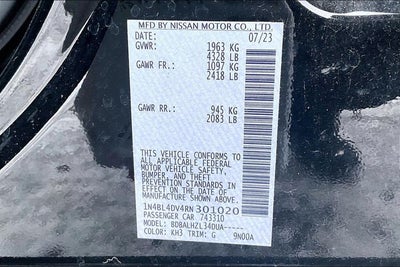 MFD BY NISSAN MOTOR CO., LTD.
DATE: 07/23
GVWR: 1963 KG
4328 LB
GAWR FR.: 1097 KG
2418 LB
GAWR RR.: 945 KG
2083 LB
THIS VEHICLE CONFORMS TO
ALL APPLICABLE FEDERAL
MOTOR VEHICLE SAFETY,
BUMPER, AND THEFT
PREVENTION STANDARDS IN
EFFECT ON THE DATE OF
MANUFACTURE SHOWN ABOVE.
1N4BL4DV4RN301020
PASSENGER CAR 743310
MODEL: BDBALHZL34DUA-----
COLOR: KH3 TRIM: G 9N00A